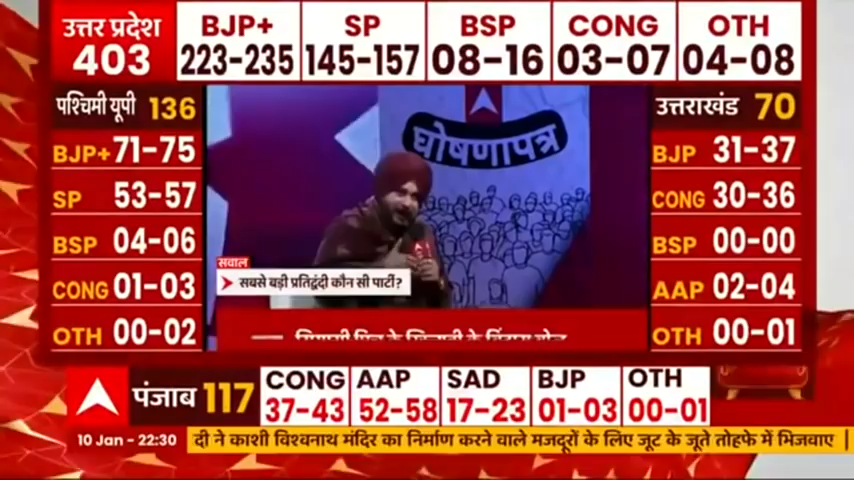 उत्तर प्रदेश
403
BJP+
223-235
SP
145-157
BSP
08-16
CONG
03-07
OTH
04-08
पश्चिमी यूपी 136
BJP+ 71-75
SP 53-57
BSP 04-06
CONG 01-03
OTH 00-02
घोषणापत्र
सवाल
सबसे बड़ी प्रतिद्वंदी कौन सी पार्टी?
उत्तराखंड 70
BJP 31-37
CONG 30-36
BSP 00-00
AAP 02-04
OTH 00-01
पंजाब 117
CONG
37-43
AAP
52-58
SAD
17-23
BJP
01-03
OTH
00-01
10 Jan - 22:30
दी ने काशी विश्वनाथ मंदिर का निर्माण करने वाले मजदूरों के लिए जूट के जूते तोहफे में भिजवाए